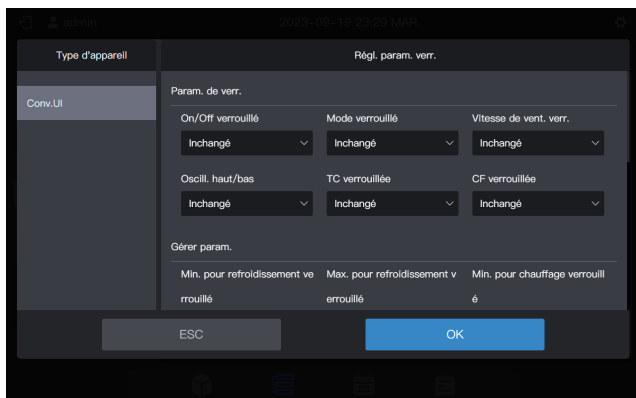 admin
2023-09-19 23:29 MAR.
Type d'appareil
Régl. param. verr.
Conv.UI
Param. de verr.
On/Off verrouillé
Mode verrouillé
Vitesse de vent. verr.
Inchangé
Inchangé
Inchangé
Oscill. haut/bas
TC verrouillée
CF verrouillée
Inchangé
Inchangé
Inchangé
Gérer param.
Min. pour refroidissement ve
Max. pour refroidissement v
Min. pour chauffage verrouill
rrouillé
errouillé
é
ESC
OK